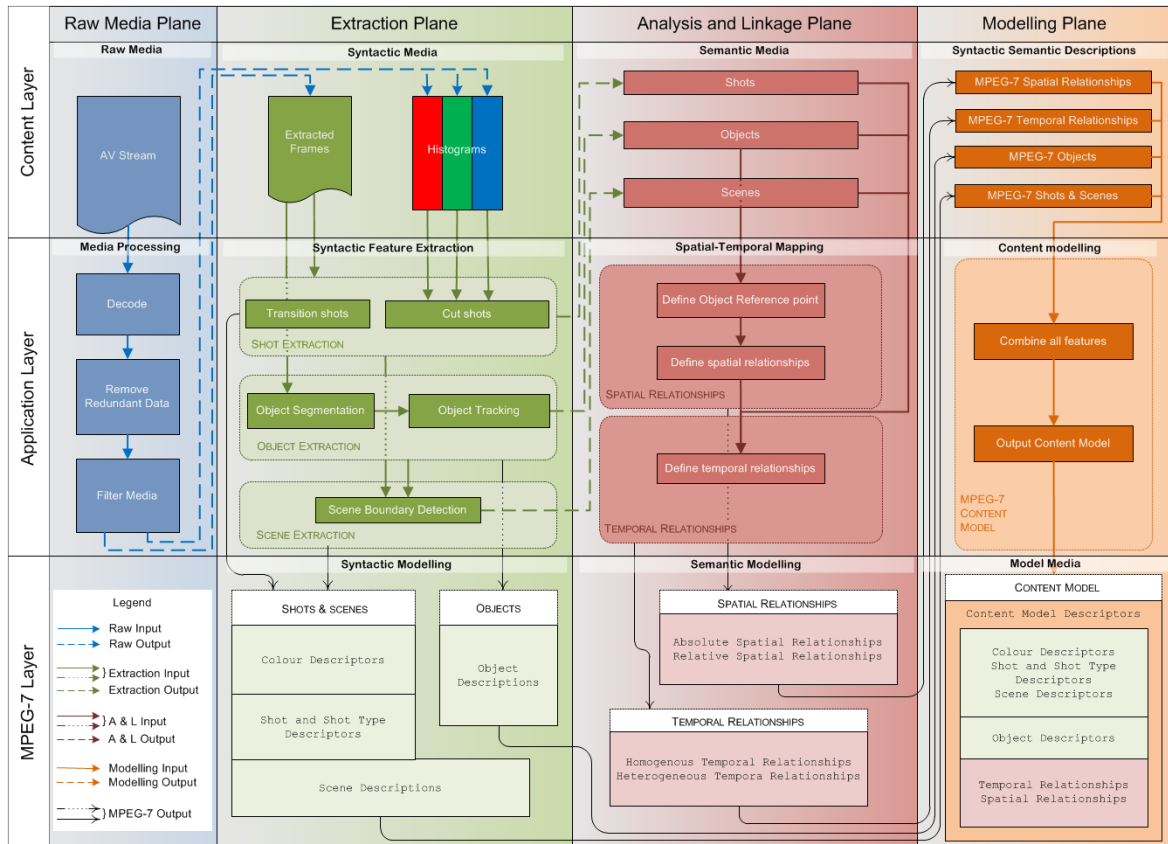 Raw Media Plane
Extraction Plane
Analysis and Linkage Plane
Modelling Plane
Content Layer
Raw Media
Syntactic Media
Semantic Media
Syntactic Semantic Descriptions
AV Stream
Extracted
Frames
Histograms
Shots
Objects
Scenes
MPEG-7 Spatial Relationships
MPEG-7 Temporal Relationships
MPEG-7 Objects
MPEG-7 Shots & Scenes
Application Layer
Media Processing
Syntactic Feature Extraction
Spatial-Temporal Mapping
Content modelling
Decode
Remove
Redundant Data
Filter Media
Transition shots
Cut shots
SHOT EXTRACTION
Object Segmentation
Object Tracking
OBJECT EXTRACTION
Scene Boundary Detection
SCENE EXTRACTION
Define Object Reference point
Define spatial relationships
SPATIAL RELATIONSHIPS
Define temporal relationships
TEMPORAL RELATIONSHIPS
Combine all features
Output Content Model
MPEG-7
CONTENT
MODEL
MPEG-7 Layer
Syntactic Modelling
Semantic Modelling
Model Media
Legend
Raw Input
Raw Output
} Extraction Input
Extraction Output
} A & L Input
A & L Output
Modelling Input
Modelling Output
} MPEG-7 Output
SHOTS & SCENES
Colour Descriptors
Shot and Shot Type
Descriptors
Scene Descriptions
OBJECTS
Object
Descriptions
SPATIAL RELATIONSHIPS
Absolute Spatial Relationships
Relative Spatial Relationships
TEMPORAL RELATIONSHIPS
Homogenous Temporal Relationships
Heterogeneous Tempora Relationships
CONTENT MODEL
Content Model Descriptors
Colour Descriptors
Shot and Shot Type
Descriptors
Scene Descriptors
Object Descriptors
Temporal Relationships
Spatial Relationships